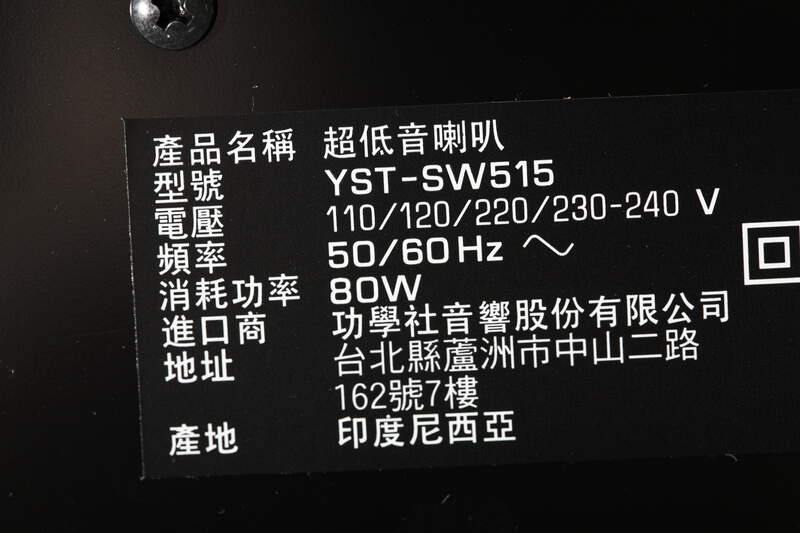 產品名稱 超低音喇叭
型號 YST-SW515
電壓 110/120/220/230-240 V
頻率 50/60Hz ~
消耗功率 80W
進口商 功學社音響股份有限公司
地址 台北縣蘆洲市中山二路
162號7樓
產地 印度尼西亞